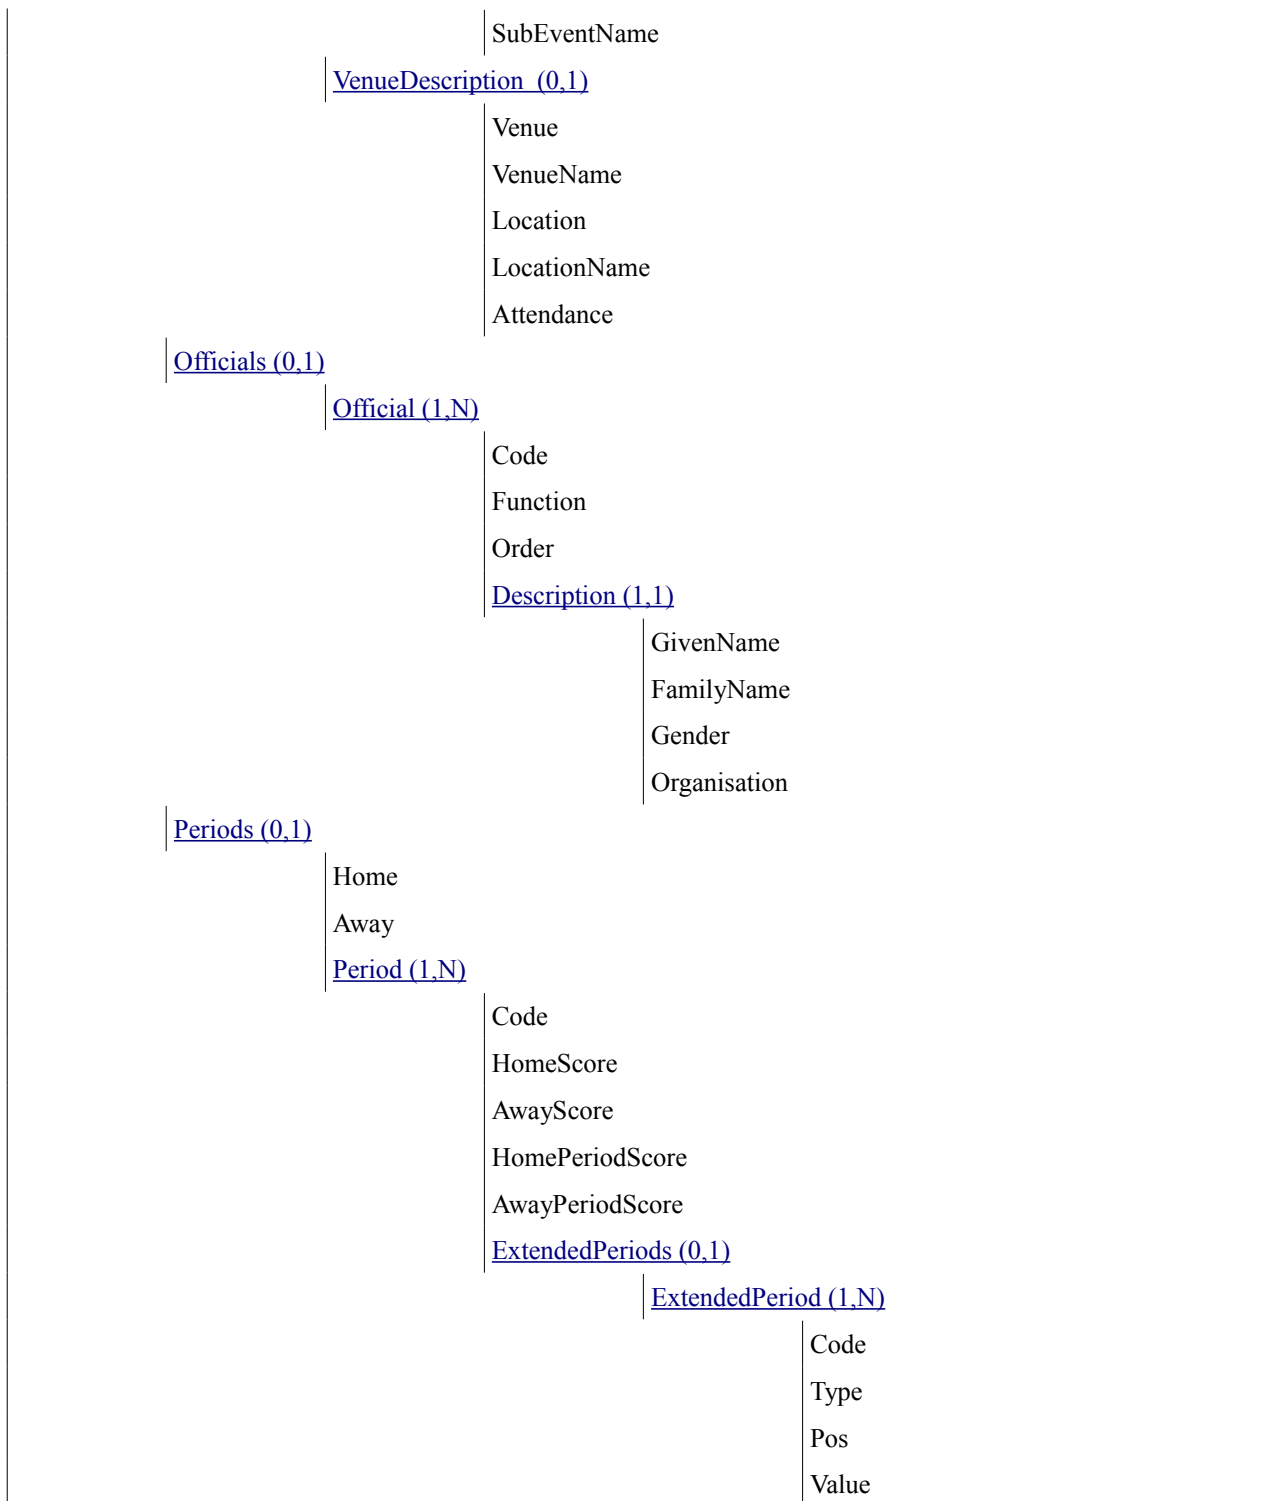 SubEventName
VenueDescription  (0,1)
Venue
VenueName
Location
LocationName
Attendance
Officials (0,1)
Official (1,N)
Code
Function
Order
Description (1,1)
GivenName
FamilyName
Gender
Organisation
Periods (0,1)
Home
Away
Period (1,N)
Code
HomeScore
AwayScore
HomePeriodScore
AwayPeriodScore
ExtendedPeriods (0,1)
ExtendedPeriod (1,N)
Code
Type
Pos
Value